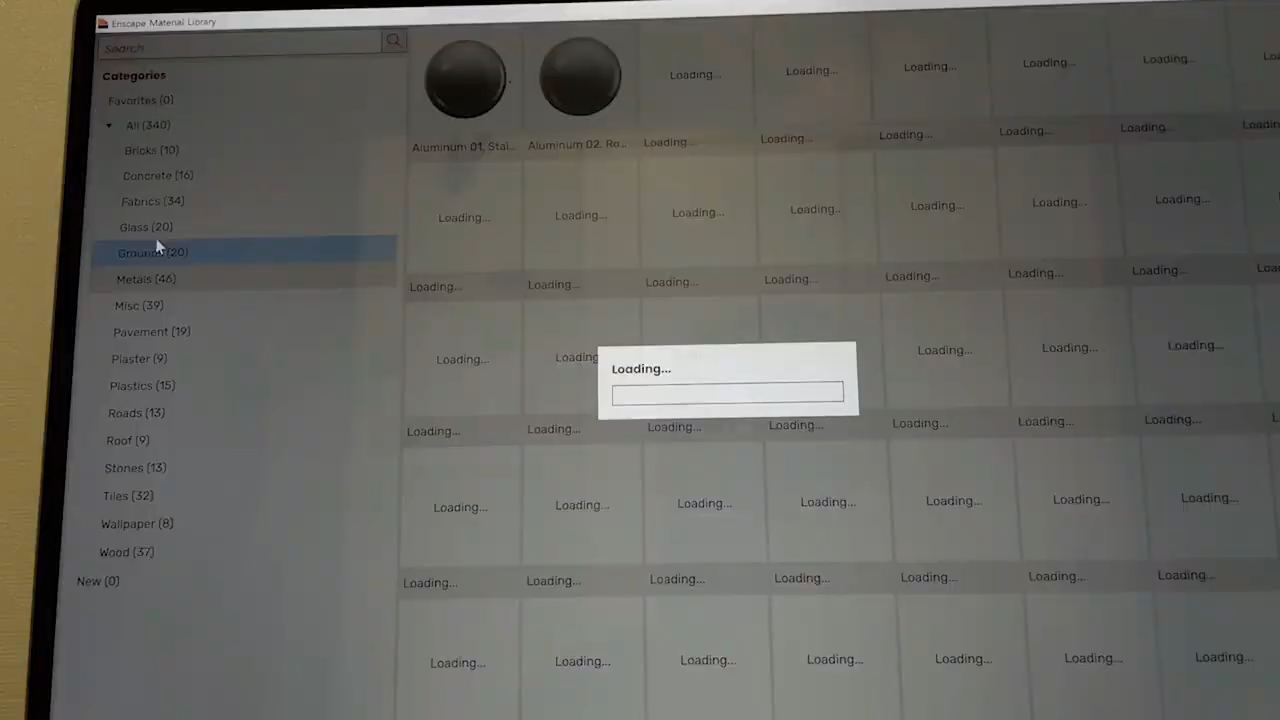 Enscape Material Library
Search
Categories
Favorites (0)
All (340)
Bricks (10)
Concrete (16)
Fabrics (34)
Glass (20)
Ground (20)
Metals (46)
Misc (39)
Pavement (19)
Plaster (9)
Plastics (15)
Roads (13)
Roof (9)
Stones (13)
Tiles (32)
Wallpaper (8)
Wood (37)
New (0)
Loading... Loading... Loading... Loading... Loading...
Aluminum 01, Stai... Aluminum 02, Ro... Loading... Loading... Loading... Loading... Loading... Loading
Loading... Loading... Loading... Loading... Loading... Loading... Loading...
Loading... Loading... Loading... Loading... Loading... Loading... Loading...
Loading... Loading Loading... Loading... Loading...
Loading...
Loading... Loading... Loading... Loading... Loading... Loading... Loading...
Loading... Loading... Loading... Loading... Loading... Loading... Loading...
Loading... Loading... Loading... Loading... Loading... Loading... Loading...
Loading... Loading... Loading... Loading... Loading... Loading... Loading...